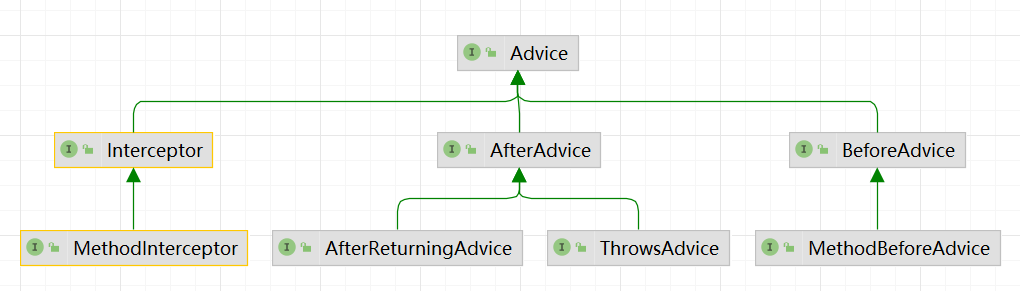 I Advice
I Interceptor
I AfterAdvice
I BeforeAdvice
I MethodInterceptor
I AfterReturningAdvice
I ThrowsAdvice
I MethodBeforeAdvice